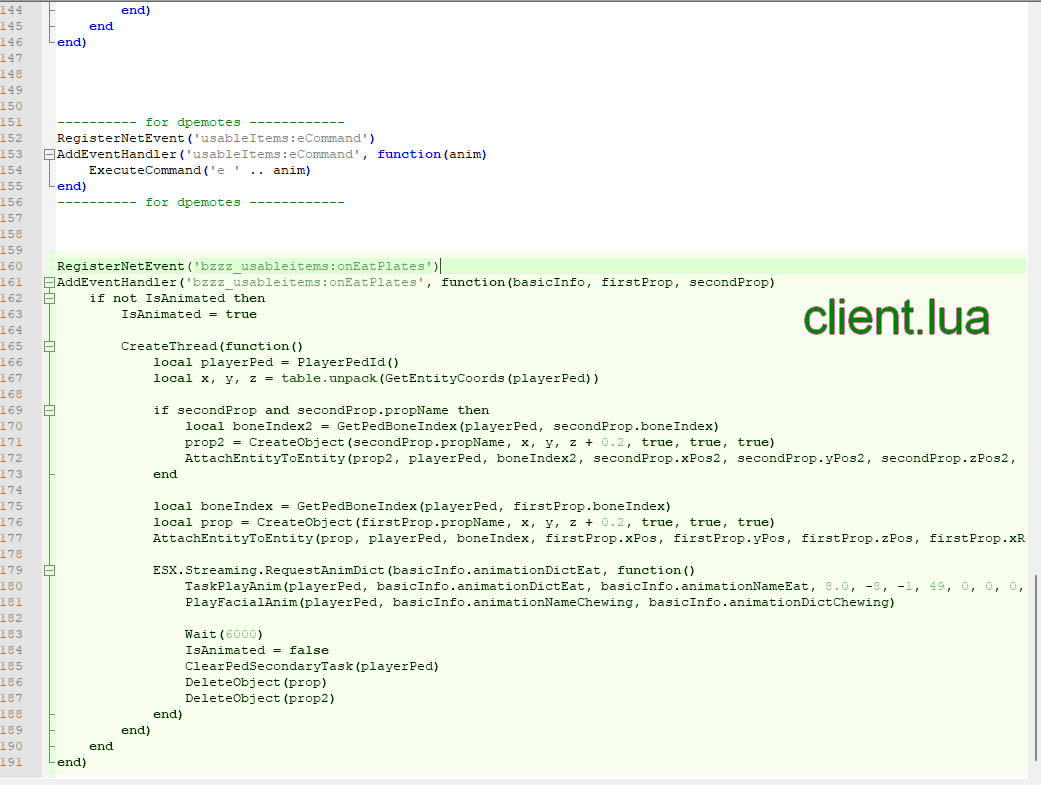 144                 end)
145         end
146 end)
147
148
149
150
151 ---------- for dpemotes ------------
152 RegisterNetEvent('usableItems:eCommand')
153 AddEventHandler('usableItems:eCommand', function(anim)
154     ExecuteCommand('e ' .. anim)
155 end)
156 ---------- for dpemotes ------------
157
158
159
160 RegisterNetEvent('bzzz_usableitems:onEatPlates')
161 AddEventHandler('bzzz_usableitems:onEatPlates', function(basicInfo, firstProp, secondProp)
162     if not IsAnimated then
163         IsAnimated = true
client.lua
164
165         CreateThread(function()
166             local playerPed = PlayerPedId()
167             local x, y, z = table.unpack(GetEntityCoords(playerPed))
168
169             if secondProp and secondProp.propName then
170                 local boneIndex2 = GetPedBoneIndex(playerPed, secondProp.boneIndex)
171                 prop2 = CreateObject(secondProp.propName, x, y, z + 0.2, true, true, true)
172                 AttachEntityToEntity(prop2, playerPed, boneIndex2, secondProp.xPos2, secondProp.yPos2, secondProp.zPos2,
173             end
174
175             local boneIndex = GetPedBoneIndex(playerPed, firstProp.boneIndex)
176             local prop = CreateObject(firstProp.propName, x, y, z + 0.2, true, true, true)
177             AttachEntityToEntity(prop, playerPed, boneIndex, firstProp.xPos, firstProp.yPos, firstProp.zPos, firstProp.xR
178
179             ESX.Streaming.RequestAnimDict(basicInfo.animationDictEat, function()
180                 TaskPlayAnim(playerPed, basicInfo.animationDictEat, basicInfo.animationNameEat, 8.0, -8, -1, 49, 0, 0, 0,
181                 PlayFacialAnim(playerPed, basicInfo.animationNameChewing, basicInfo.animationDictChewing)
182
183                 Wait(6000)
184                 IsAnimated = false
185                 ClearPedSecondaryTask(playerPed)
186                 DeleteObject(prop)
187                 DeleteObject(prop2)
188             end)
189         end)
190     end
191 end)